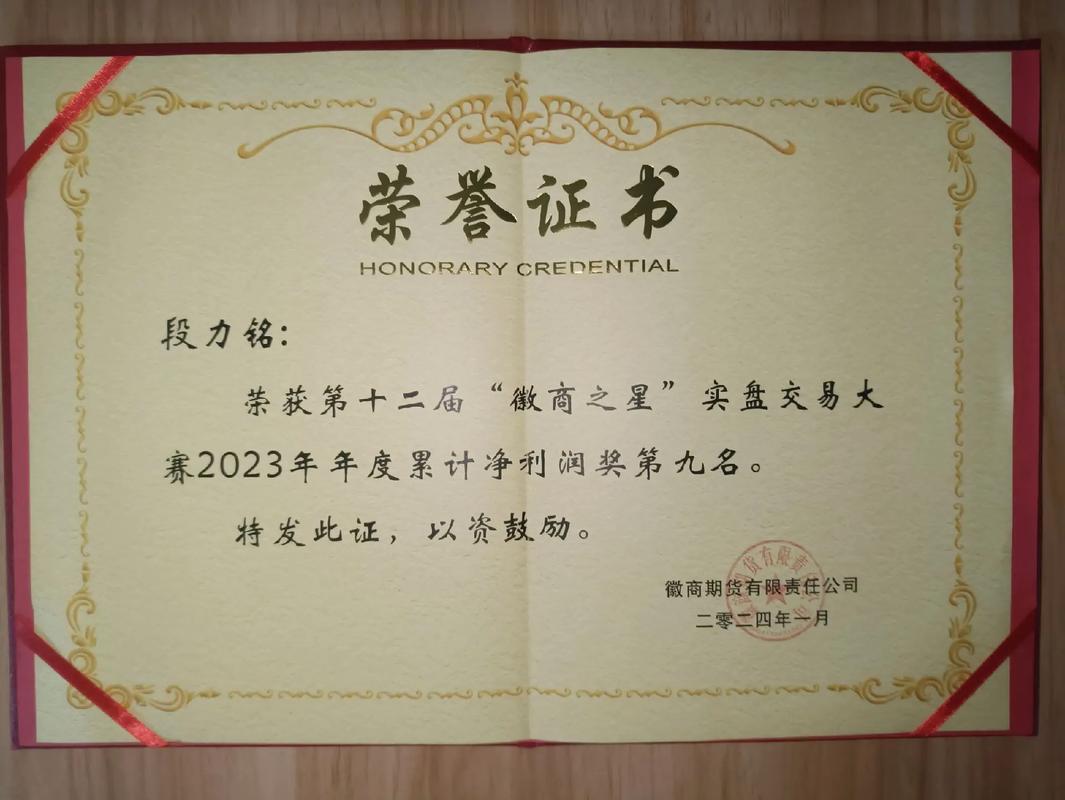 荣誉证书
HONORARY CREDENTIAL
段力铭:
荣获第十二届“徽商之星”实盘交易大
赛2023年年度累计净利润奖第九名。
特发此证，以资鼓励。
徽商期货有限责任公司
二零二四年一月